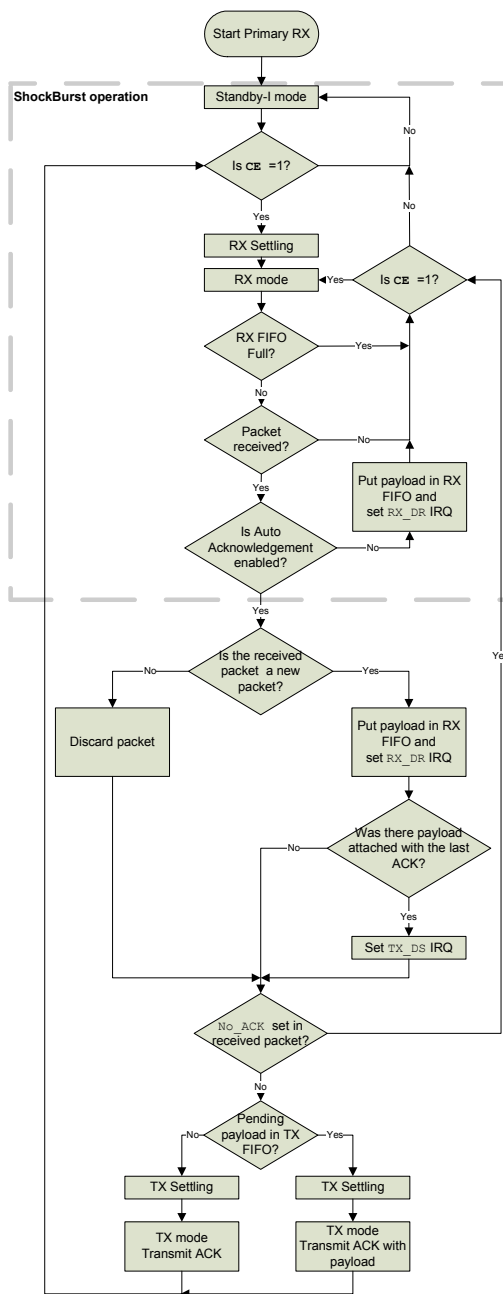 Start Primary RX
ShockBurst operation
Standby-I mode
No
Is CE =1?
No
Yes
RX Settling
RX mode
Yes
Is CE =1?
RX FIFO
Full?
Yes
No
Packet
received?
No
Put payload in RX
FIFO and
set RX_DR IRQ
Yes
Is Auto
Acknowledgement
enabled?
No
Yes
Is the received
packet a new
packet?
No
Yes
Ye
Discard packet
Put payload in RX
FIFO and
set RX_DR IRQ
Was there payload
attached with the last
ACK?
No
Yes
Set TX_DS IRQ
No_ACK set in
received packet?
No
Pending
payload in TX
FIFO?
No
Yes
TX Settling
TX Settling
TX mode
Transmit ACK
TX mode
Transmit ACK with
payload